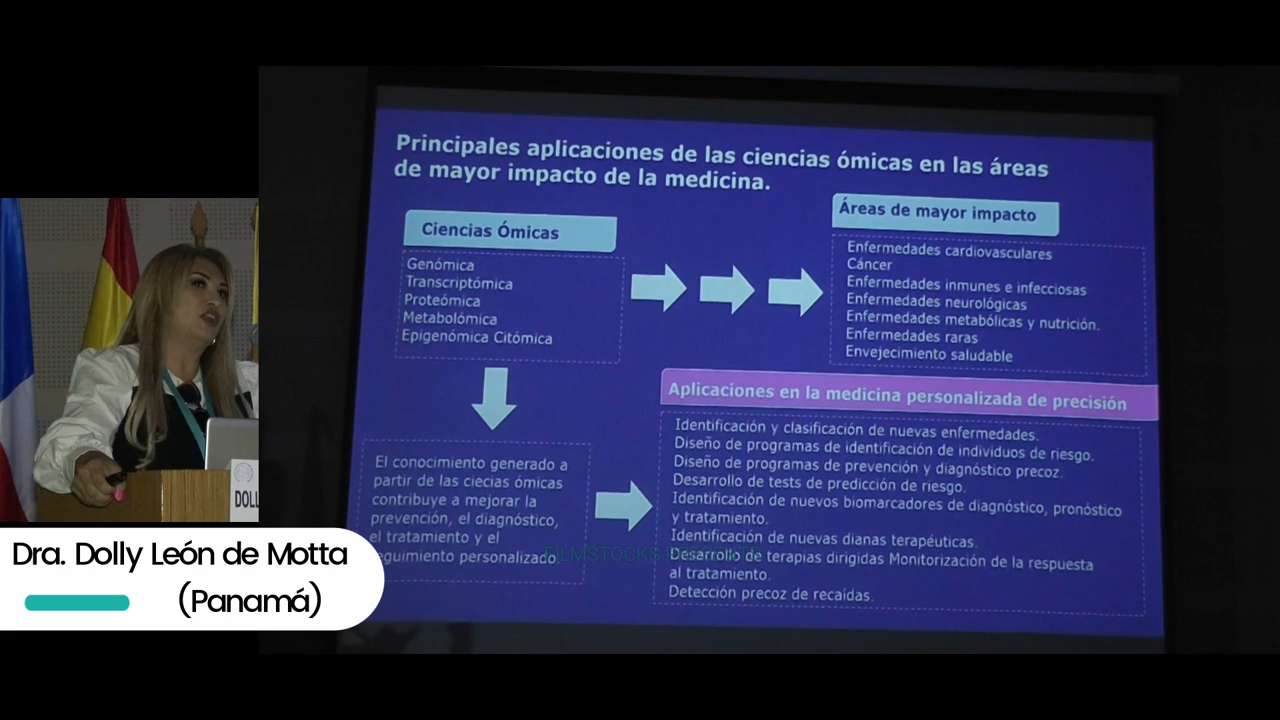 Principales aplicaciones de las ciencias ómicas en las áreas
de mayor impacto de la medicina.
Ciencias Ómicas
Genómica
Transcriptómica
Proteómica
Metabolómica
Epigenómica Citómica
Áreas de mayor impacto
Enfermedades cardiovasculares
Cáncer
Enfermedades inmunes e infecciosas
Enfermedades neurológicas
Enfermedades metabólicas y nutrición.
Enfermedades raras
Envejecimiento saludable
El conocimiento generado a
partir de las ciecias ómicas
contribuye a mejorar la
prevención, el diagnóstico,
el tratamiento y el
eguimiento personalizado.
Aplicaciones en la medicina personalizada de precisión
Identificación y clasificación de nuevas enfermedades.
Diseño de programas de identificación de individuos de riesgo.
Diseño de programas de prevención y diagnóstico precoz.
Desarrollo de tests de predicción de riesgo.
Identificación de nuevos biomarcadores de diagnóstico, pronóstico
y tratamiento.
Identificación de nuevas dianas terapéuticas.
Desarrollo de terapias dirigidas Monitorización de la respuesta
al tratamiento.
Detección precoz de recaídas.
FILMSTOCKS
DOLL
Dra. Dolly León de Motta
(Panamá)